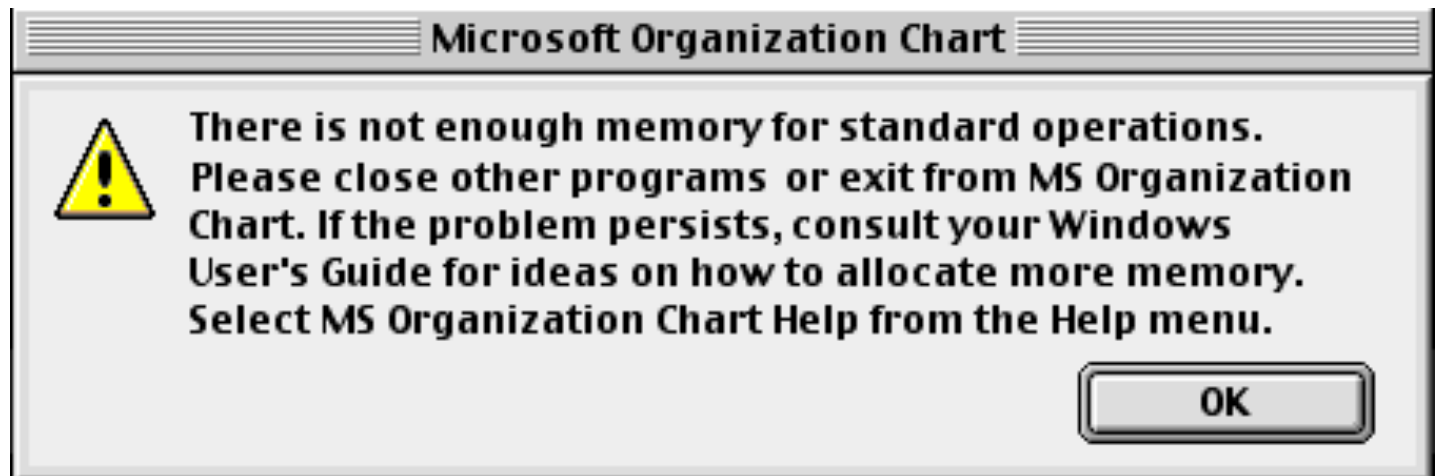 Microsoft Organization Chart
There is not enough memory for standard operations.
Please close other programs  or exit from MS Organization
Chart. If the problem persists, consult your Windows
User's Guide for ideas on how to allocate more memory.
Select MS Organization Chart Help from the Help menu.
OK